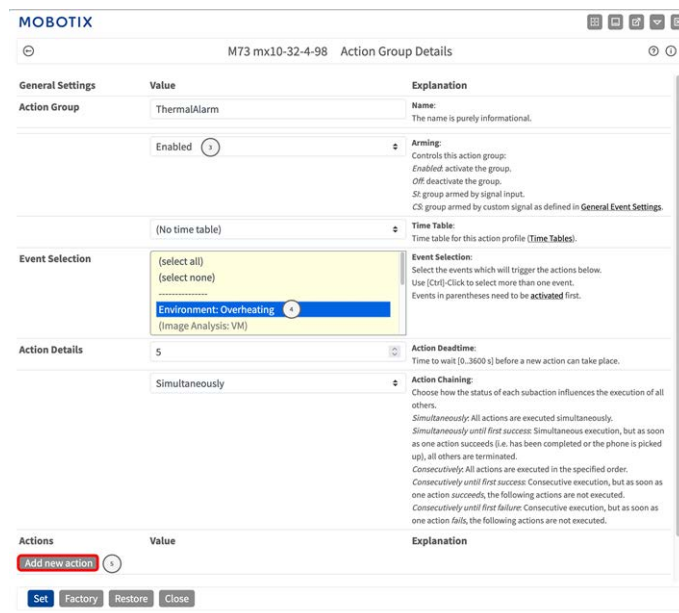 MOBOTIX
M73 mx10-32-4-98 Action Group Details
General Settings Value Explanation
Action Group ThermalAlarm Name:
The name is purely informational.
Enabled 3 Arming:
Controls this action group:
Enabled: activate the group.
Off: deactivate the group.
SI: group armed by signal input.
CS: group armed by custom signal as defined in General Event Settings.
(No time table) Time Table:
Time table for this action profile (Time Tables).
Event Selection (select all) Event Selection:
(select none) Select the events which will trigger the actions below.
--------------- Use [Ctrl]-Click to select more than one event.
Environment: Overheating 4 Events in parentheses need to be activated first.
(Image Analysis: VM)
Action Details 5 Action Deadtime:
Time to wait [0..3600 s] before a new action can take place.
Simultaneously Action Chaining:
Choose how the status of each subaction influences the execution of all
others.
Simultaneously: All actions are executed simultaneously.
Simultaneously until first success: Simultaneous execution, but as soon
as one action succeeds (i.e. has been completed or the phone is picked
up), all others are terminated.
Consecutively: All actions are executed in the specified order.
Consecutively until first success: Consecutive execution, but as soon as
one action succeeds, the following actions are not executed.
Consecutively until first failure: Consecutive execution, but as soon as
one action fails, the following actions are not executed.
Actions Value Explanation
Add new action 5
Set Factory Restore Close